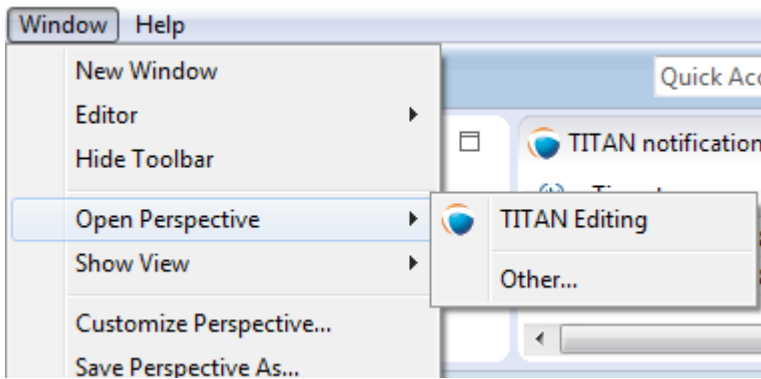 Window Help
New Window
Quick Acc
Editor
TITAN notification
Hide Toolbar
Open Perspective
TITAN Editing
Show View
Other...
Customize Perspective...
Save Perspective As...